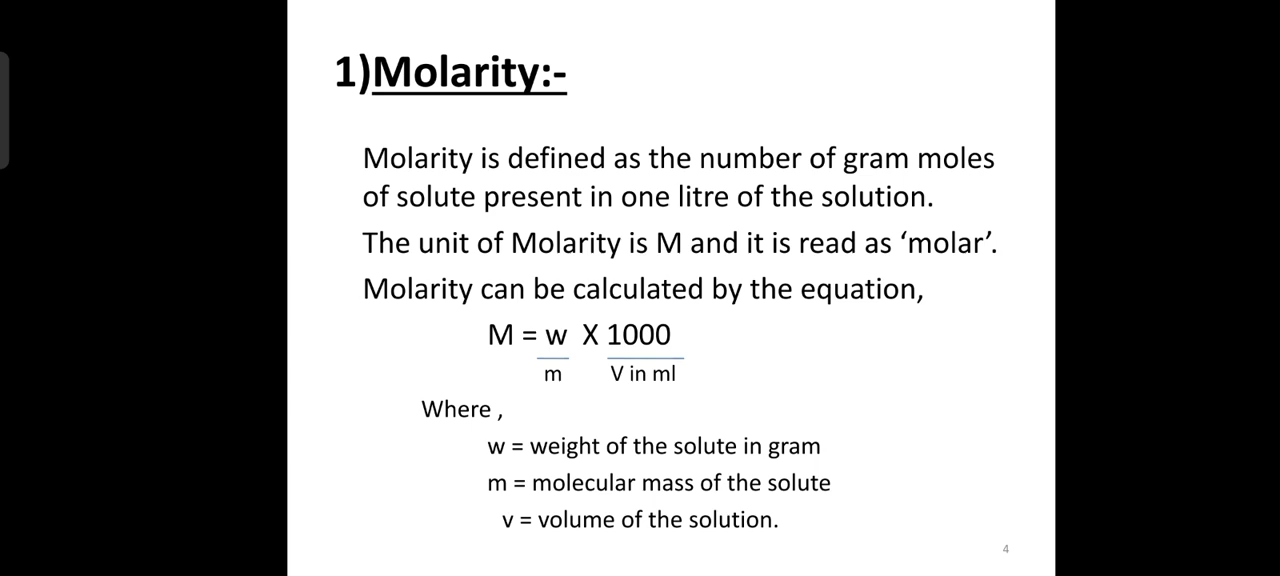 1)Molarity:-
Molarity is defined as the number of gram moles
of solute present in one litre of the solution.
The unit of Molarity is M and it is read as ‘molar’.
Molarity can be calculated by the equation,
M = w X 1000
m V in ml
Where ,
w = weight of the solute in gram
m = molecular mass of the solute
v = volume of the solution.
4